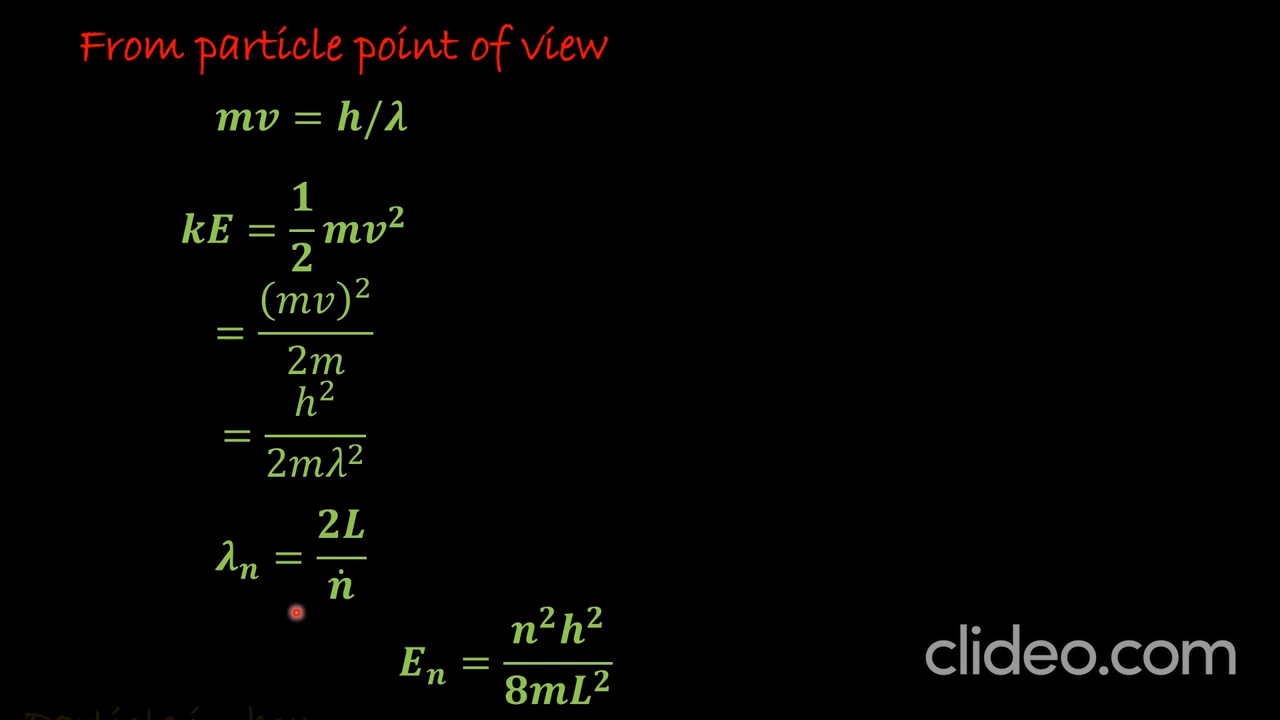 From particle point of view
mv = h/λ
kE = 1/2 mv²
= (mv)²/2m
= h²/2mλ²
λₙ = 2L/ṅ
Eₙ = n²h²/8mL²
clideo.com